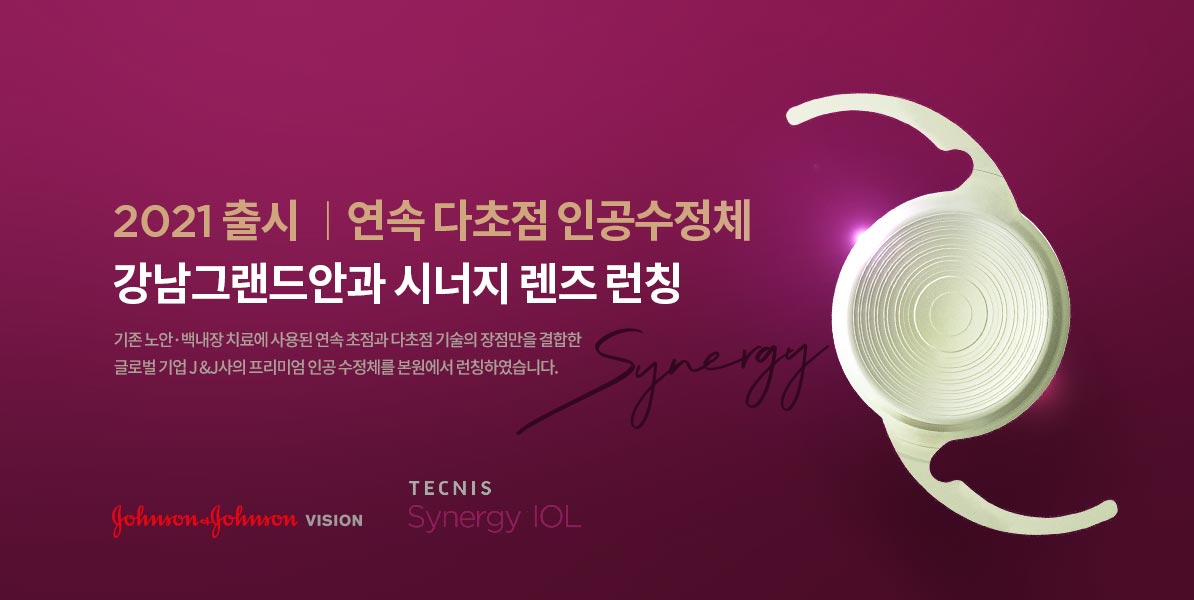 2021 출시 | 연속 다초점 인공수정체
강남그랜드안과 시너지 렌즈 런칭
기존 노안·백내장 치료에 사용된 연속 초점과 다초점 기술의 장점만을 결합한
글로벌 기업 J&J사의 프리미엄 인공 수정체를 본원에서 런칭하였습니다.
Synergy
Johnson&Johnson VISION
TECNIS
Synergy IOL